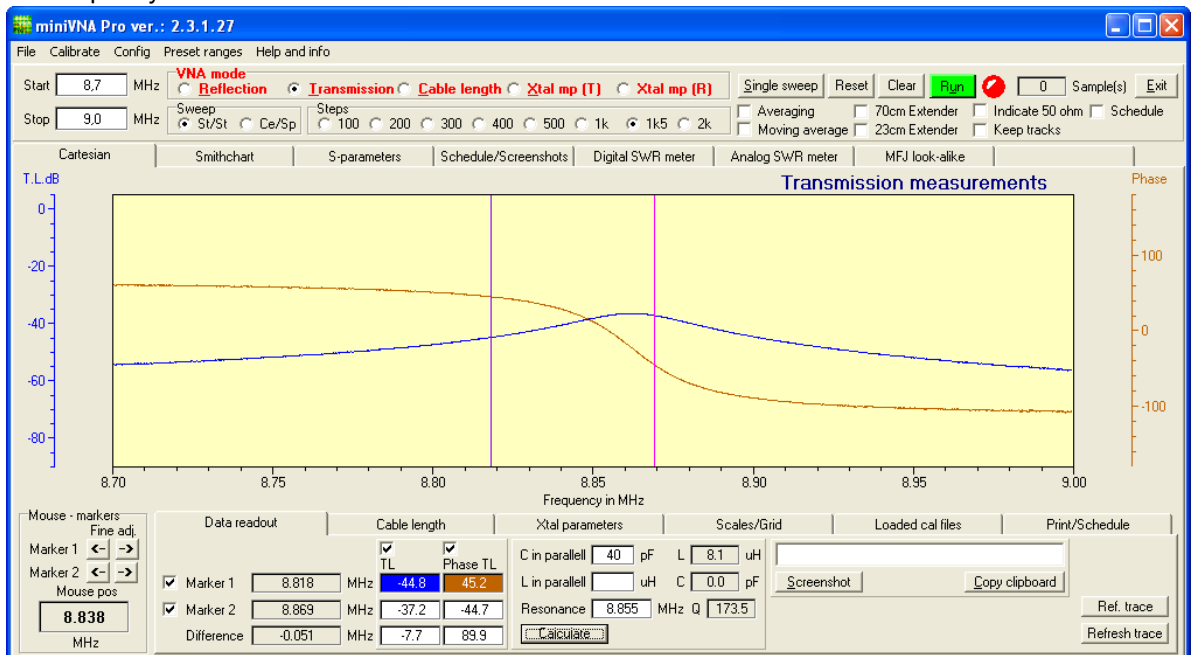 miniVNA Pro ver.: 2.3.1.27
File Calibrate Config Preset ranges Help and info
Start 8,7 MHz
Stop 9,0 MHz
VNA mode
Reflection Transmission Cable length Xtal mp (T) Xtal mp (R)
Sweep
St/St Ce/Sp
Steps
100 200 300 400 500 1k 1k5 2k
Single sweep Reset Clear Run 0 Sample(s) Exit
Averaging 70cm Extender Indicate 50 ohm Schedule
Moving average 23cm Extender Keep tracks
Cartesian Smithchart S-parameters Schedule/Screenshots Digital SWR meter Analog SWR meter MFJ look-alike
T.L.dB Transmission measurements Phase
0
-20
-40
-60
-80
100
0
-100
8.70 8.75 8.80 8.85 8.90 8.95 9.00
Frequency in MHz
Mouse - markers
Fine adj.
Marker 1 <- ->
Marker 2 <- ->
Mouse pos
8.838
MHz
Data readout Cable length Xtal parameters Scales/Grid Loaded cal files Print/Schedule
TL Phase TL
Marker 1 8.818 MHz -44.8 45.2
Marker 2 8.869 MHz -37.2 -44.7
Difference -0.051 MHz -7.7 89.9
C in parallell 40 pF L 8.1 uH
L in parallell uH C 0.0 pF
Resonance 8.855 MHz Q 173.5
Calculate
Screenshot Copy clipboard
Ref. trace
Refresh trace